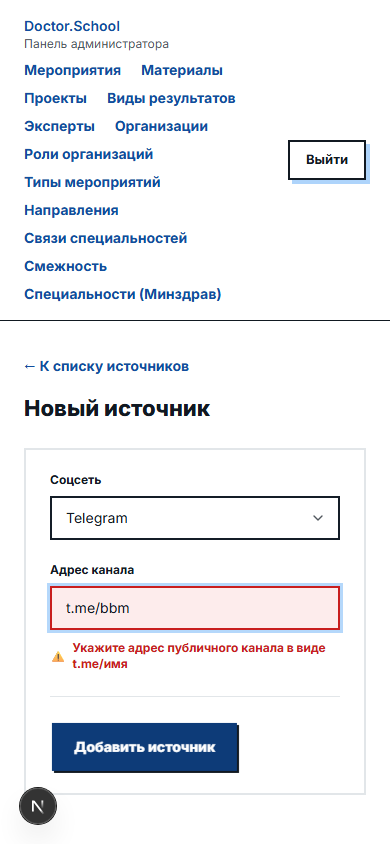 Doctor.School
Панель администратора
Мероприятия Материалы
Проекты Виды результатов
Эксперты Организации
Роли организаций
Выйти
Типы мероприятий
Направления
Связи специальностей
Смежность
Специальности (Минздрав)
← К списку источников
Новый источник
Соцсеть
Telegram
Адрес канала
t.me/bbm
Укажите адрес публичного канала в виде
t.me/имя
Добавить источник
N